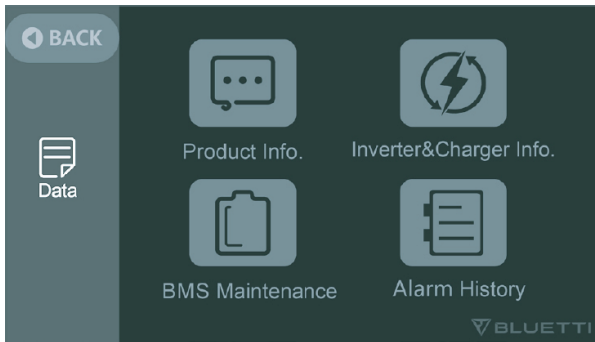 BACK
Data
Product Info.
Inverter&Charger Info.
BMS Maintenance
Alarm History
BLUETTI